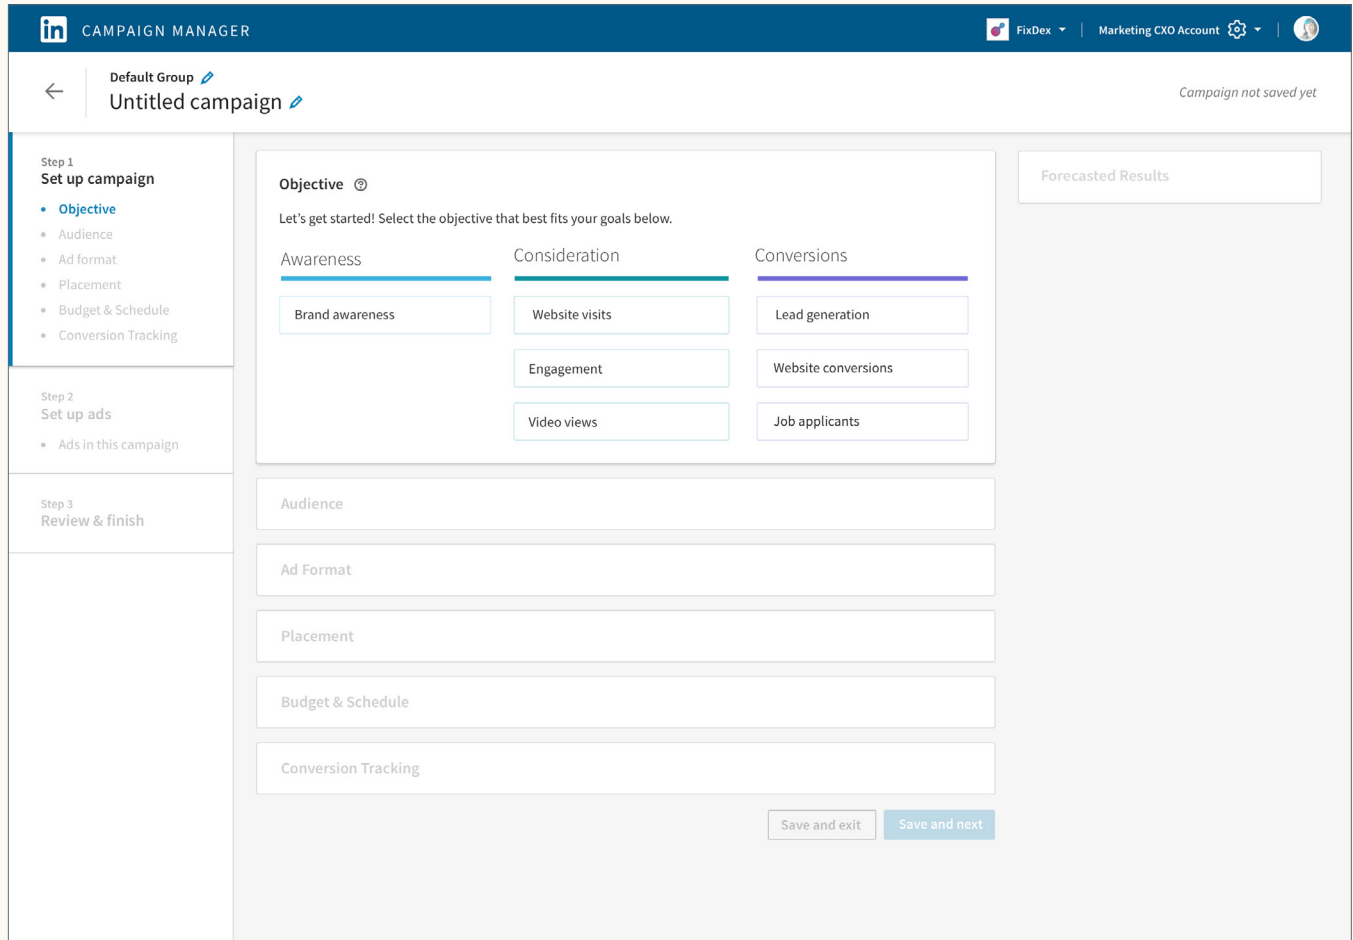 in CAMPAIGN MANAGER
FixDex
Marketing CXO Account
Default Group
Untitled campaign
Campaign not saved yet
Step 1
Set up campaign
Objective
Audience
Ad format
Placement
Budget & Schedule
Conversion Tracking
Step 2
Set up ads
Ads in this campaign
Step 3
Review & finish
Objective ?
Let's get started! Select the objective that best fits your goals below.
Awareness
Brand awareness
Consideration
Website visits
Engagement
Video views
Conversions
Lead generation
Website conversions
Job applicants
Audience
Ad Format
Placement
Budget & Schedule
Conversion Tracking
Save and exit
Save and next
Forecasted Results